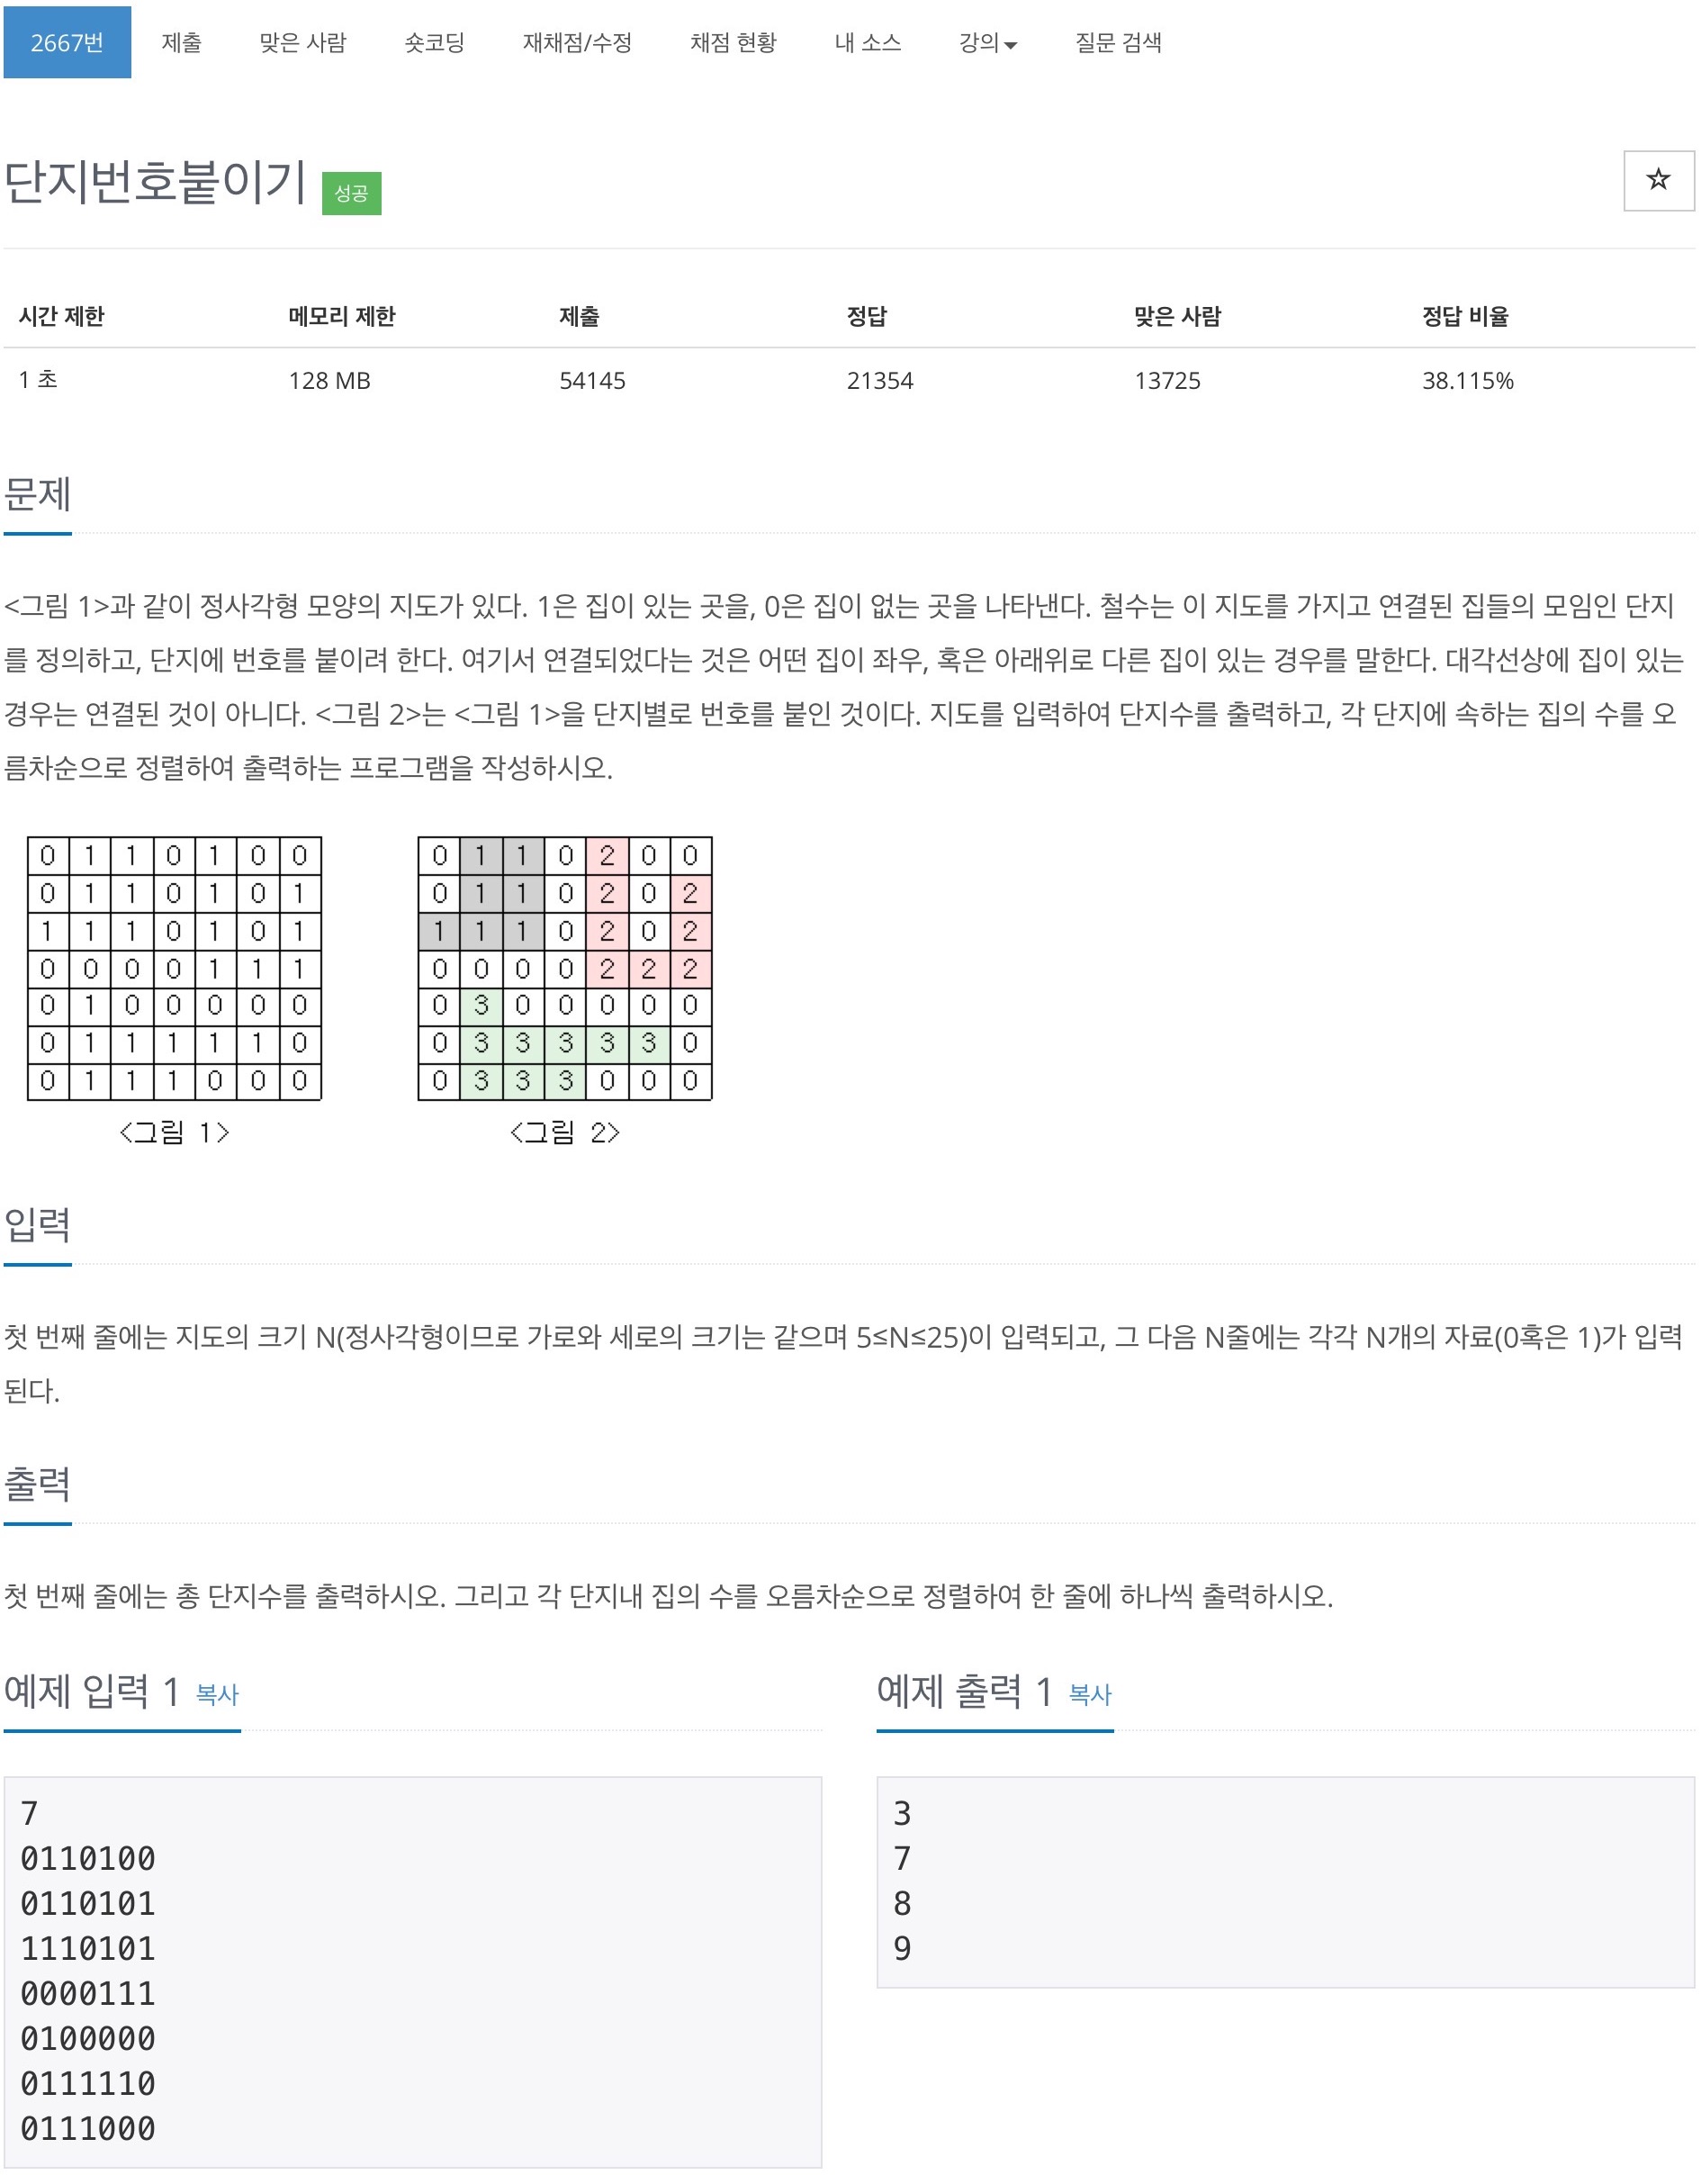 2667번 제출 맞은 사람 숏코딩 재채점/수정 채점 현황 내 소스 강의 질문 검색
단지번호붙이기 성공
시간 제한 메모리 제한 제출 정답 맞은 사람 정답 비율
1 초 128 MB 54145 21354 13725 38.115%
문제
<그림 1>과 같이 정사각형 모양의 지도가 있다. 1은 집이 있는 곳을, 0은 집이 없는 곳을 나타낸다. 철수는 이 지도를 가지고 연결된 집들의 모임인 단지
를 정의하고, 단지에 번호를 붙이려 한다. 여기서 연결되었다는 것은 어떤 집이 좌우, 혹은 아래위로 다른 집이 있는 경우를 말한다. 대각선상에 집이 있는
경우는 연결된 것이 아니다. <그림 2>는 <그림 1>을 단지별로 번호를 붙인 것이다. 지도를 입력하여 단지수를 출력하고, 각 단지에 속하는 집의 수를 오
름차순으로 정렬하여 출력하는 프로그램을 작성하시오.
0 1 1 0 1 0 0
0 1 1 0 1 0 1
1 1 1 0 1 0 1
0 0 0 0 1 1 1
0 1 0 0 0 0 0
0 1 1 1 1 1 0
0 1 1 1 0 0 0
<그림 1>
0 1 1 0 2 0 0
0 1 1 0 2 0 2
1 1 1 0 2 0 2
0 0 0 0 2 2 2
0 3 0 0 0 0 0
0 3 3 3 3 3 0
0 3 3 3 0 0 0
<그림 2>
입력
첫 번째 줄에는 지도의 크기 N(정사각형이므로 가로와 세로의 크기는 같으며 5≤N≤25)이 입력되고, 그 다음 N줄에는 각각 N개의 자료(0혹은 1)가 입력
된다.
출력
첫 번째 줄에는 총 단지수를 출력하시오. 그리고 각 단지내 집의 수를 오름차순으로 정렬하여 한 줄에 하나씩 출력하시오.
예제 입력 1 복사
7
0110100
0110101
1110101
0000111
0100000
0111110
0111000
예제 출력 1 복사
3
7
8
9